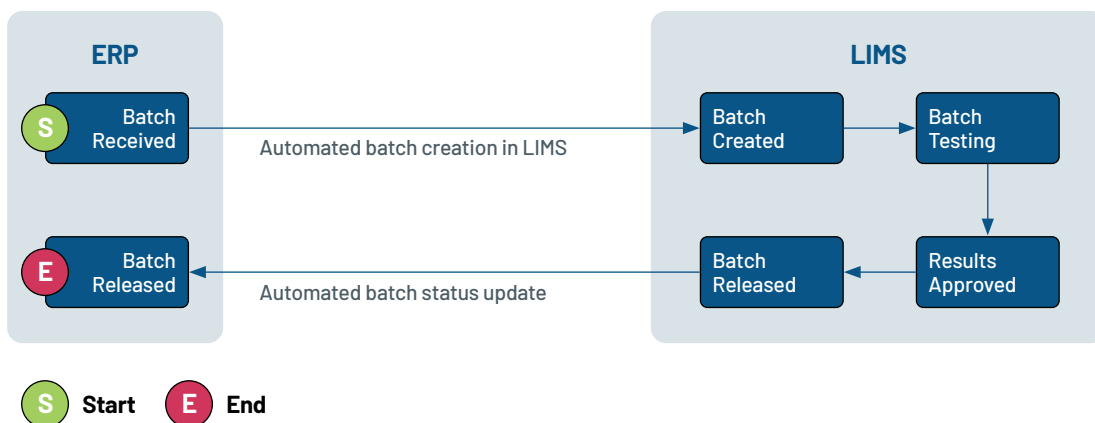 ERP
LIMS
S
Batch
Received
Automated batch creation in LIMS
Batch
Created
Batch
Testing
E
Batch
Released
Automated batch status update
Batch
Released
Results
Approved
S
Start
E
End